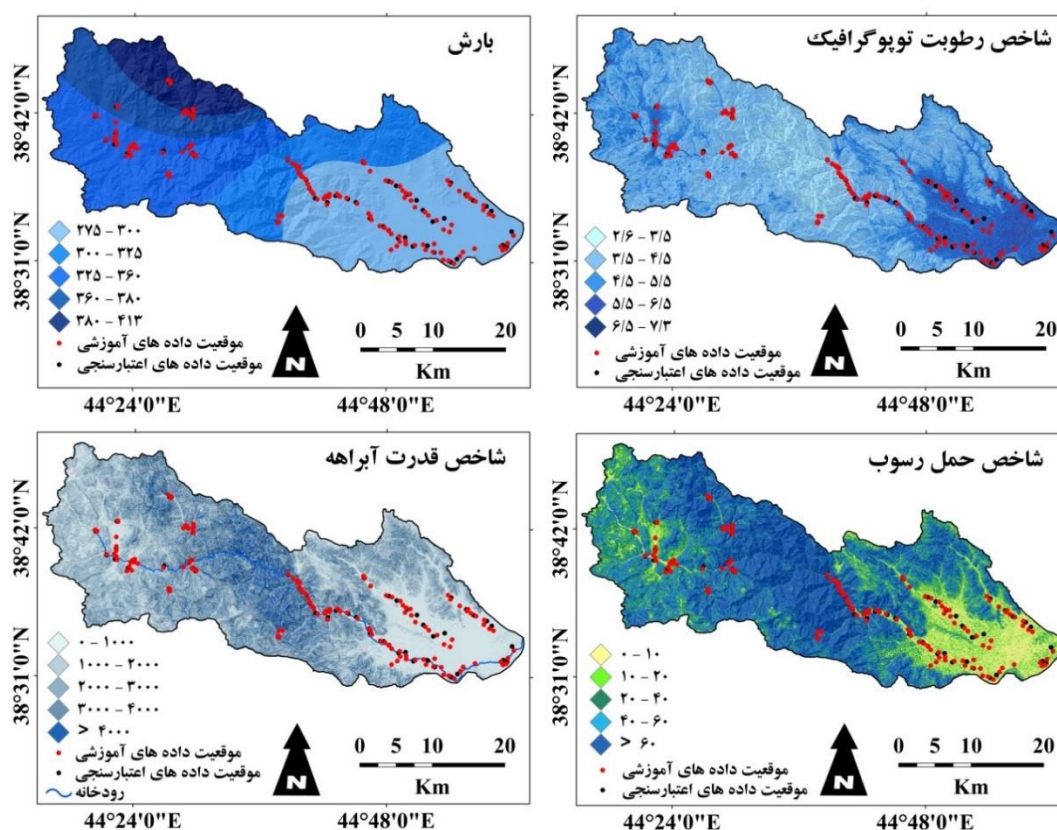 بارش
38°42'0"N
38°31'0"N
۲۷۵ - ۳۰۰
۳۰۰ - ۳۲۵
۳۲۵ - ۳۶۰
۳۶۰ - ۳۸۰
۳۸۰ - ۴۱۳
موقعیت داده های آموزشی
موقعیت داده های اعتبارسنجی
N
0 5 10 20
Km
44°24'0"E 44°48'0"E
شاخص رطوبت توپوگرافیک
38°42'0"N
38°31'0"N
۲/۶ - ۳/۵
۳/۵ - ۴/۵
۴/۵ - ۵/۵
۵/۵ - ۶/۵
۶/۵ - ۷/۳
موقعیت داده های آموزشی
موقعیت داده های اعتبارسنجی
N
0 5 10 20
Km
44°24'0"E 44°48'0"E
شاخص قدرت آبراهه
38°42'0"N
38°31'0"N
۰ - ۱۰۰۰
۱۰۰۰ - ۲۰۰۰
۲۰۰۰ - ۳۰۰۰
۳۰۰۰ - ۴۰۰۰
> ۴۰۰۰
موقعیت داده های آموزشی
موقعیت داده های اعتبارسنجی
رودخانه
N
0 5 10 20
Km
44°24'0"E 44°48'0"E
شاخص حمل رسوب
38°42'0"N
38°31'0"N
۰ - ۱۰
۱۰ - ۲۰
۲۰ - ۴۰
۴۰ - ۶۰
> ۶۰
موقعیت داده های آموزشی
موقعیت داده های اعتبارسنجی
N
0 5 10 20
Km
44°24'0"E 44°48'0"E